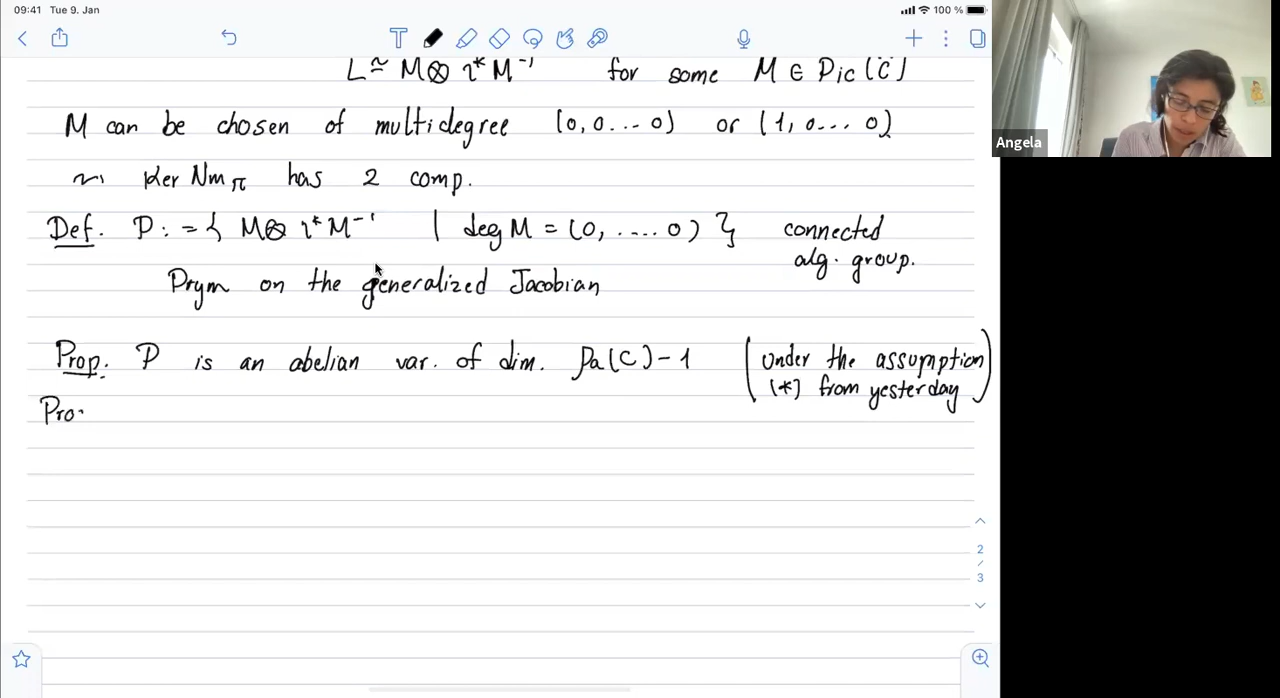 09:41 Tue 9. Jan 100 %
L ≃ M ⊗ ι* M⁻¹ for some M ∈ Pic(C̃)
M can be chosen of multidegree (0,0...0) or (1,0...0)
⇝ Ker Nm_π has 2 comp.
Def. P := { M ⊗ ι* M⁻¹ | deg M = (0,....0) } connected
alg. group.
Prym on the generalized Jacobian
Prop. P is an abelian var. of dim. Pa(C)-1 (under the assumption
(*) from yesterday)
Pro.
Angela
2
/
3